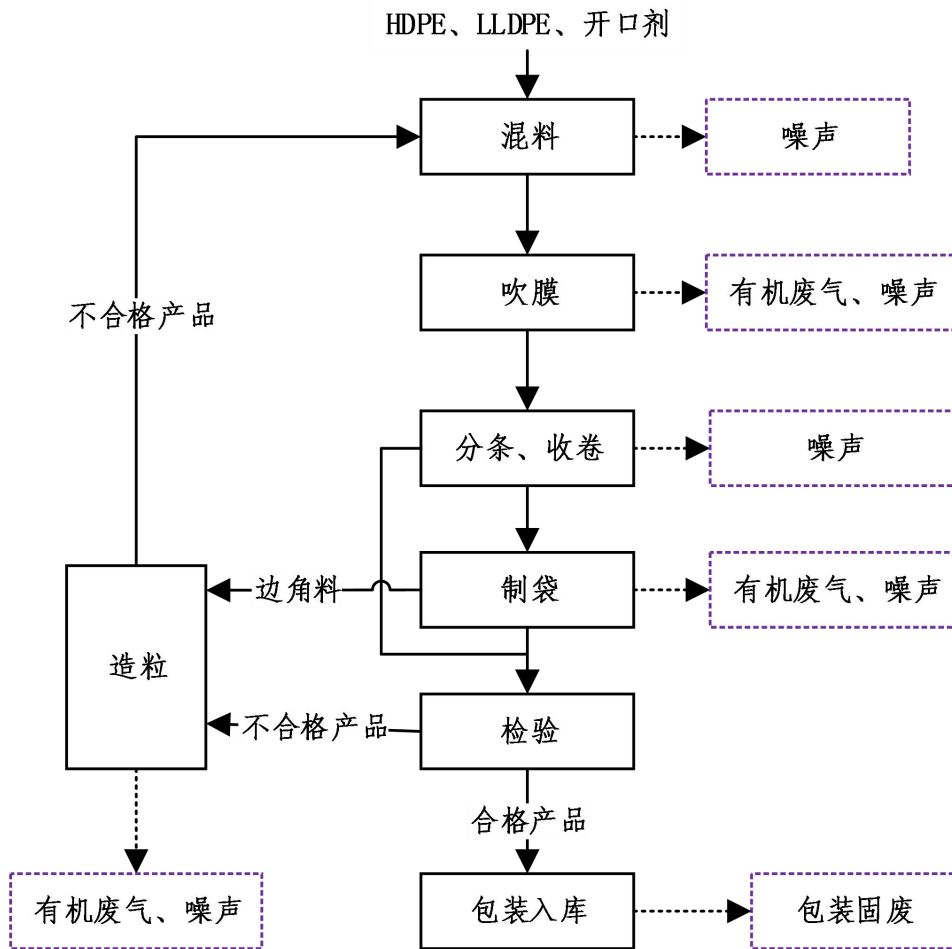 HDPE、LLDPE、开口剂
混料
噪声
吹膜
有机废气、噪声
不合格产品
分条、收卷
噪声
制袋
有机废气、噪声
边角料
造粒
检验
不合格产品
合格产品
有机废气、噪声
包装入库
包装固废